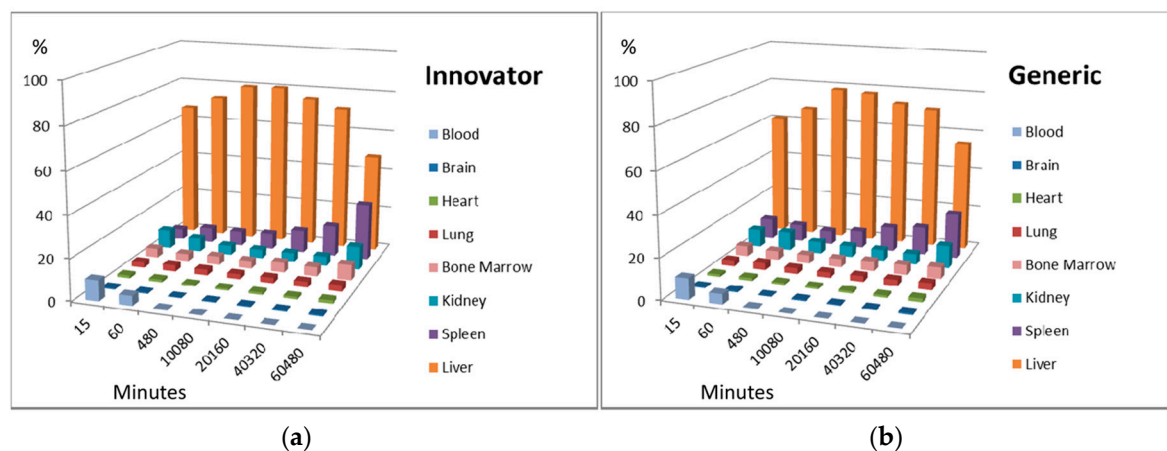 %
Innovator
100
80
60
40
20
0
15
60
480
10080
20160
40320
60480
Minutes
Blood
Brain
Heart
Lung
Bone Marrow
Kidney
Spleen
Liver
(a)
%
Generic
100
80
60
40
20
0
15
60
480
10080
20160
40320
60480
Minutes
Blood
Brain
Heart
Lung
Bone Marrow
Kidney
Spleen
Liver
(b)